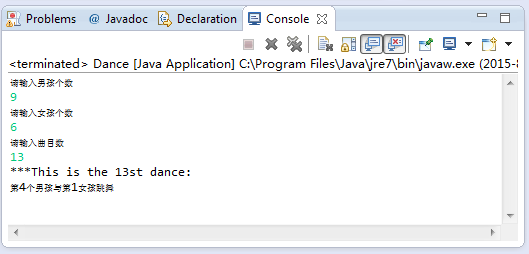 Problems @ Javadoc Declaration Console
<terminated> Dance [Java Application] C:\Program Files\Java\jre7\bin\javaw.exe (2015-8
请输入男孩个数
9
请输入女孩个数
6
请输入曲目数
13
***This is the 13st dance:
第4个男孩与第1女孩跳舞